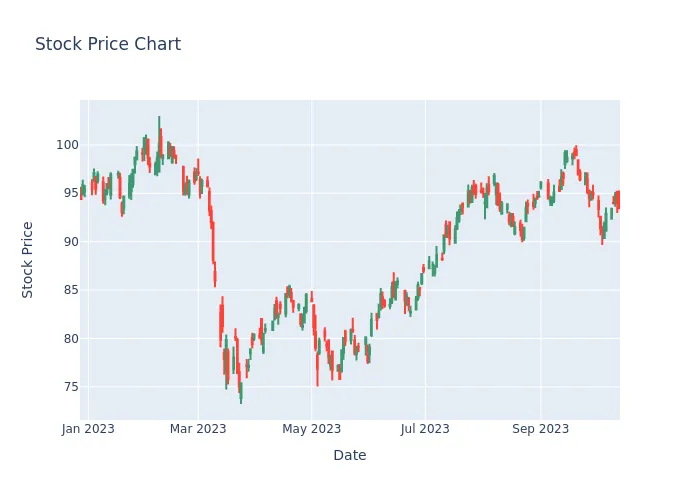 Stock Price Chart
Stock Price
100
95
90
85
80
75
Jan 2023
Mar 2023
May 2023
Jul 2023
Sep 2023
Date